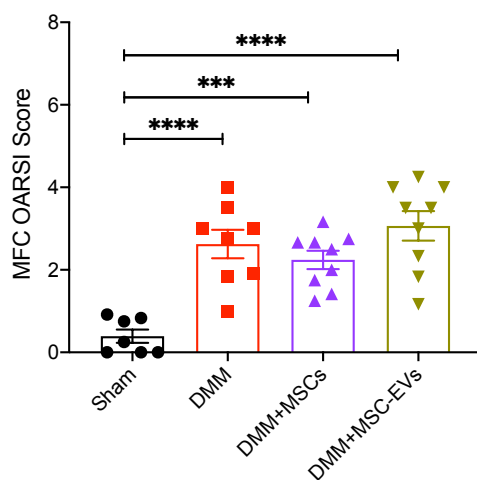 8
6
4
2
0
MFC OARSI Score
****
***
****
Sham
DMM
DMM+MSCs
DMM+MSC-EVs